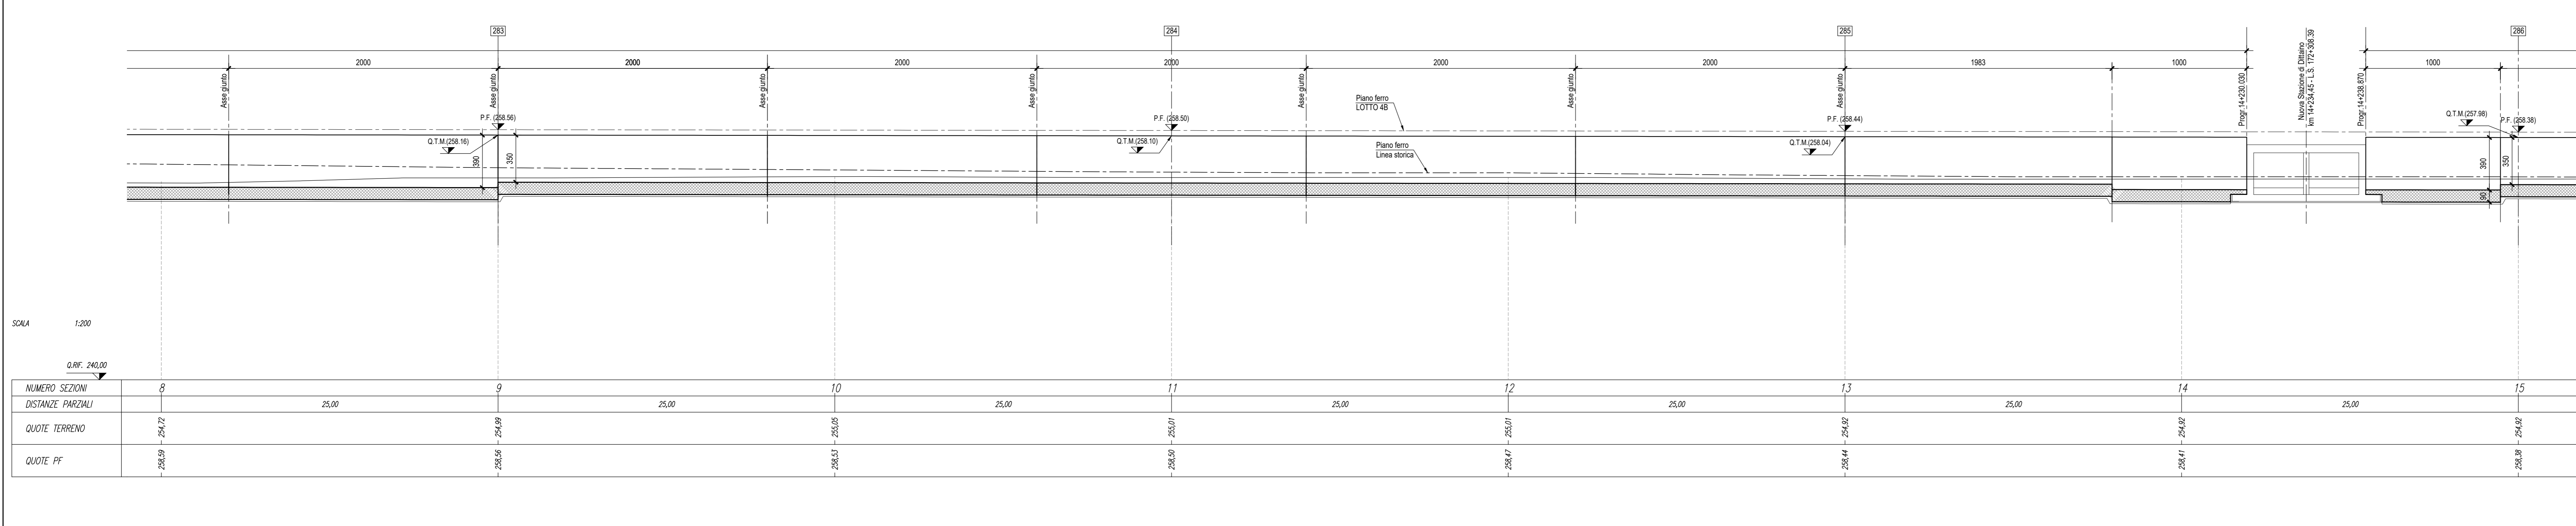 283
284
285
286
2000
2000
2000
2000
2000
2000
1983
1000
1000
Asse giunto
Asse giunto
Asse giunto
Asse giunto
Asse giunto
Asse giunto
Asse giunto
Progr.14+230.030
Nuova Stazione di Dittaino
km 14+234,45 - L.S. 172+308.39
Progr.14+238.870
Piano ferro
LOTTO 4B
P.F. (258.56)
P.F. (258.50)
P.F. (258.44)
P.F. (258.38)
Q.T.M.(258.16)
Q.T.M.(258.10)
Q.T.M.(258.04)
Q.T.M.(257.98)
Piano ferro
Linea storica
390
350
390
350
90
SCALA 1:200
Q.RIF. 240,00
NUMERO SEZIONI 8 9 10 11 12 13 14 15
DISTANZE PARZIALI 25,00 25,00 25,00 25,00 25,00 25,00 25,00
QUOTE TERRENO 254,72 254,99 255,05 255,01 255,01 254,92 254,92 254,92
QUOTE PF 258,59 258,56 258,53 258,50 258,47 258,44 258,41 258,38